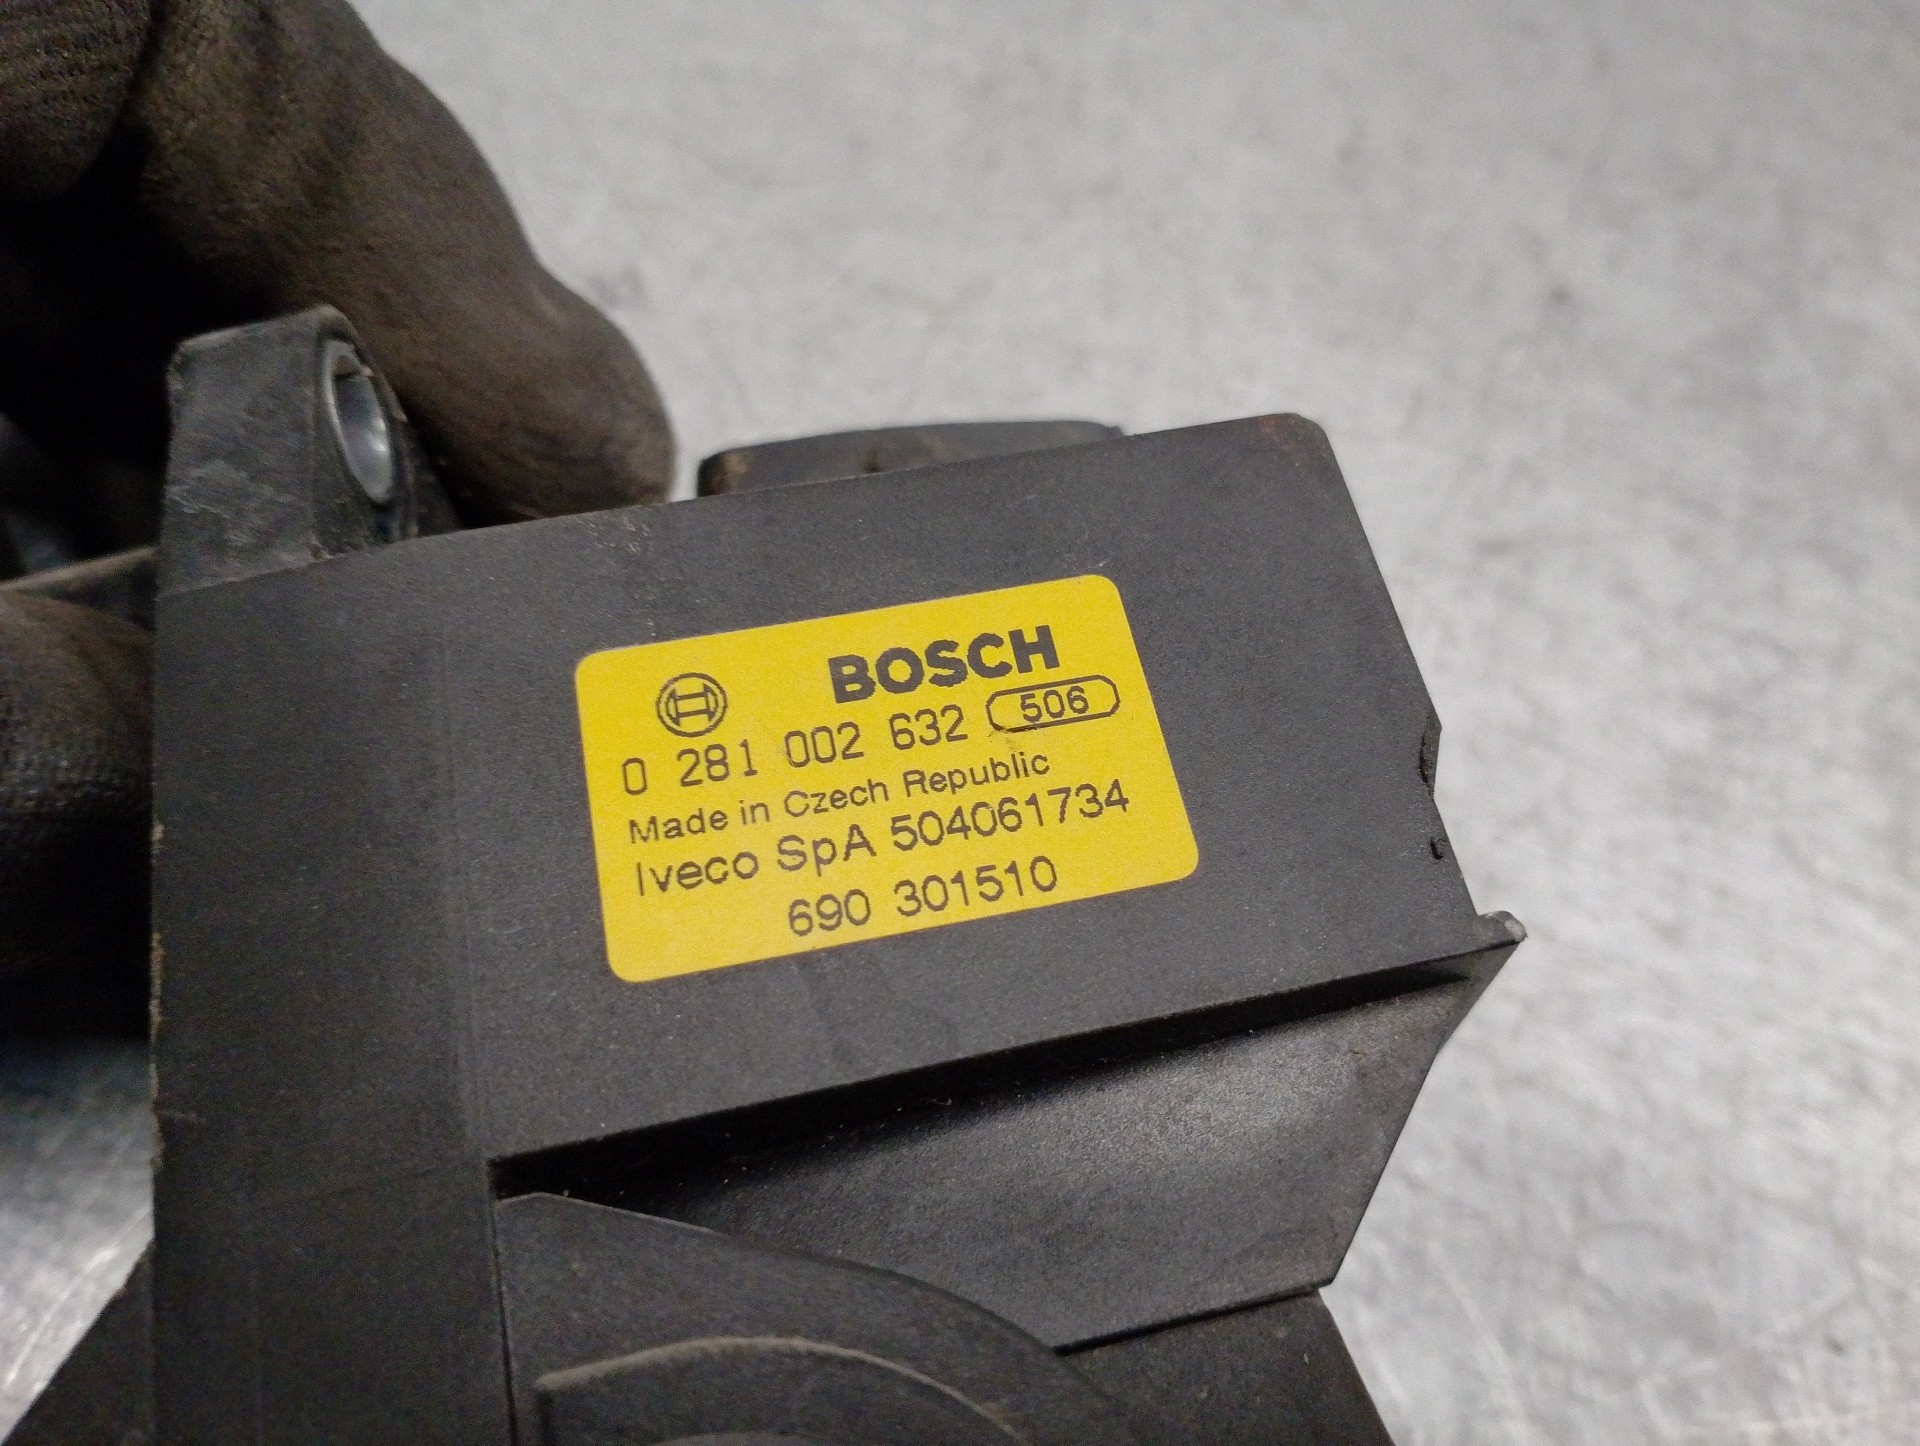 BOSCH
0 281 002 632 506
Made in Czech Republic
Iveco SpA 504061734
690 301510